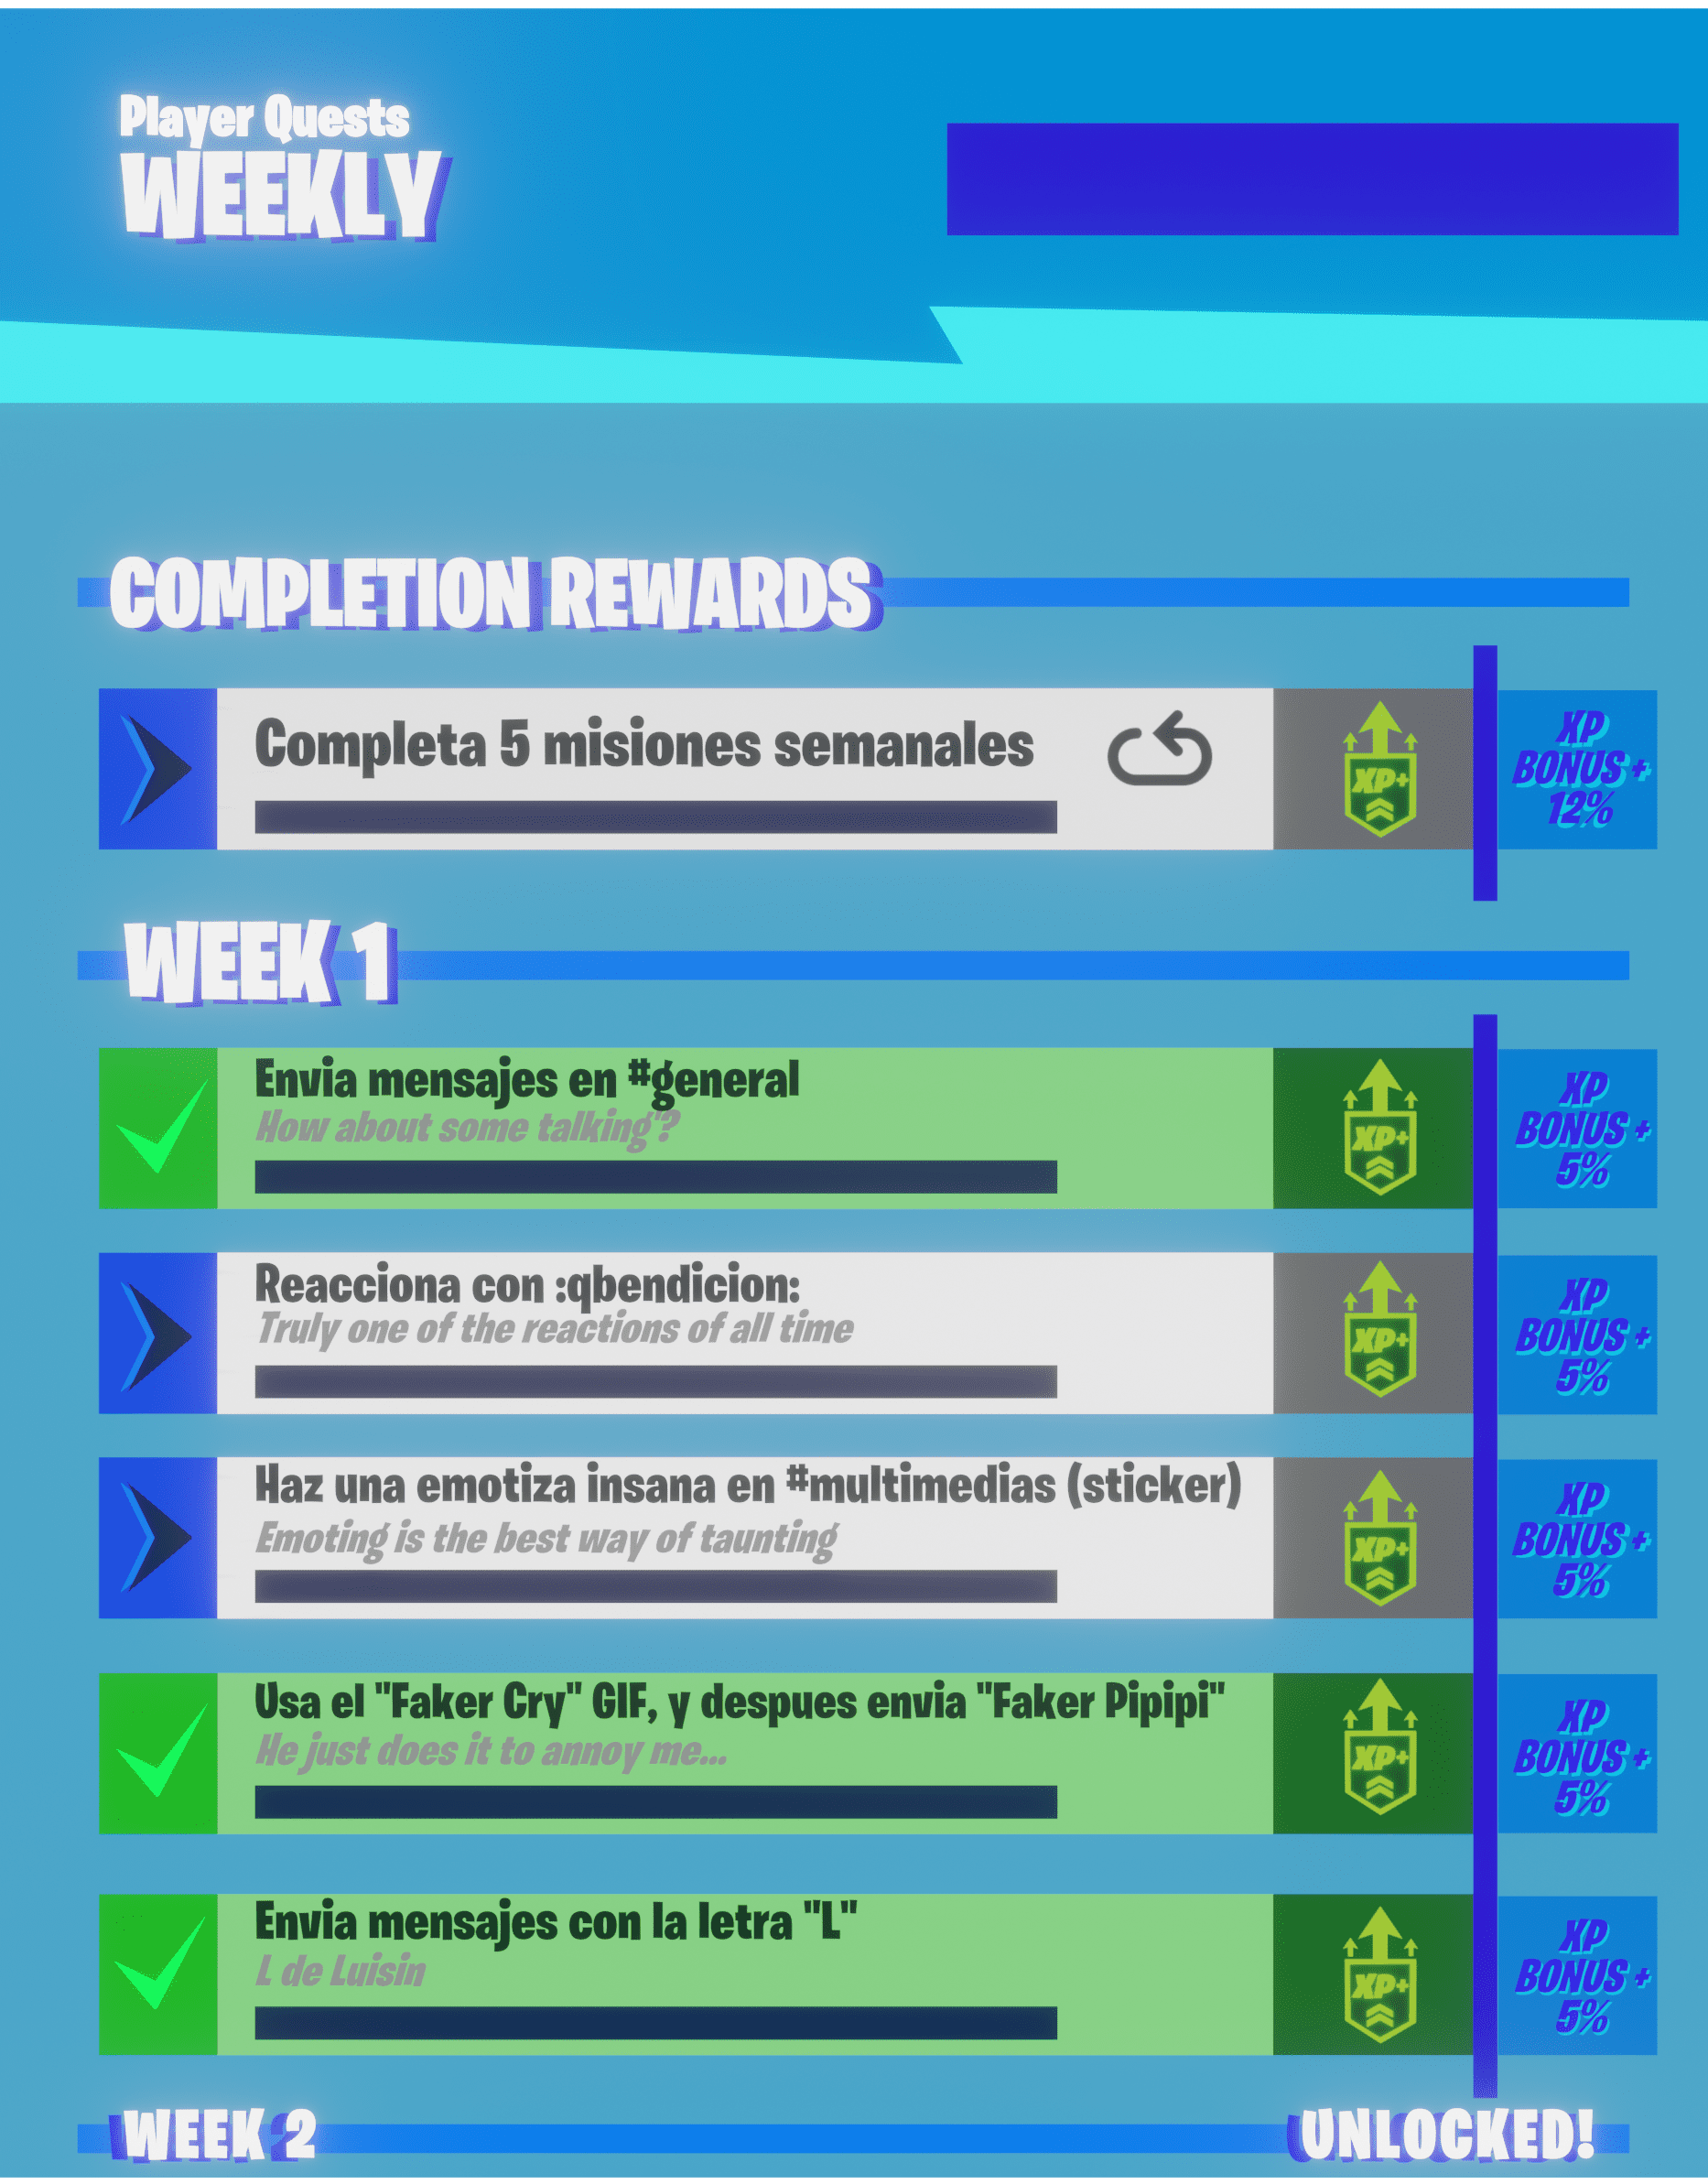 Player Quests
WEEKLY
COMPLETION REWARDS
Completa 5 misiones semanales
XP+
XP
BONUS +
12%
WEEK 1
Envia mensajes en #general
How about some talking'?
XP+
XP
BONUS +
5%
Reacciona con :qbendicion:
Truly one of the reactions of all time
XP+
XP
BONUS +
5%
Haz una emotiza insana en #multimedias (sticker)
Emoting is the best way of taunting
XP+
XP
BONUS +
5%
Usa el "Faker Cry" GIF, y despues envia "Faker Pipipi"
He just does it to annoy me...
XP+
XP
BONUS +
5%
Envia mensajes con la letra "L"
L de Luisin
XP+
XP
BONUS +
5%
WEEK 2
UNLOCKED!